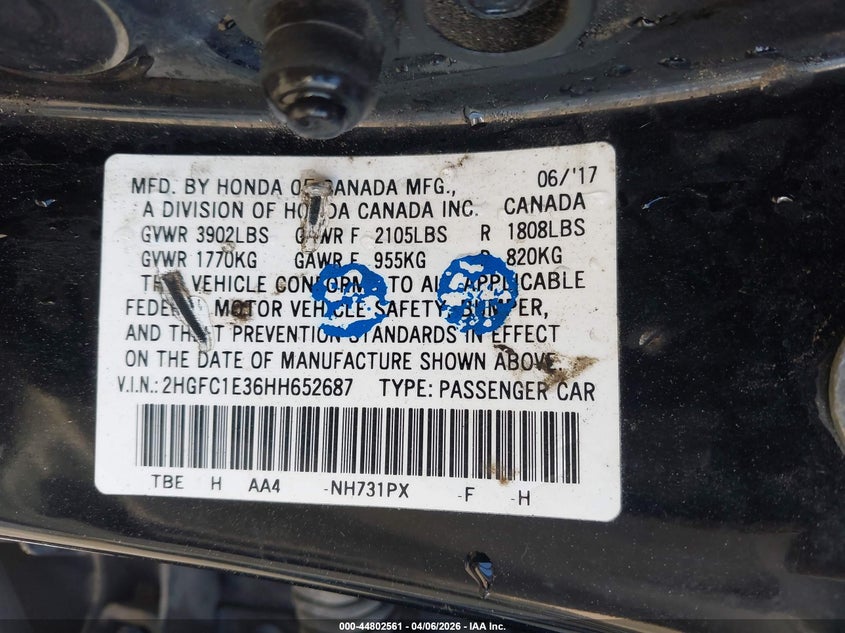 MFD. BY HONDA OF CANADA MFG., 06/'17
A DIVISION OF HONDA CANADA INC. CANADA
GVWR 3902LBS GAWR F 2105LBS R 1808LBS
GVWR 1770KG GAWR F 955KG R 820KG
THIS VEHICLE CONFORMS TO ALL APPLICABLE
FEDERAL MOTOR VEHICLE SAFETY, BUMPER,
AND THEFT PREVENTION STANDARDS IN EFFECT
ON THE DATE OF MANUFACTURE SHOWN ABOVE.
V.I.N.: 2HGFC1E36HH652687 TYPE: PASSENGER CAR
TBE H AA4 -NH731PX -F -H
000-44802561 - 04/06/2026 - IAA Inc.